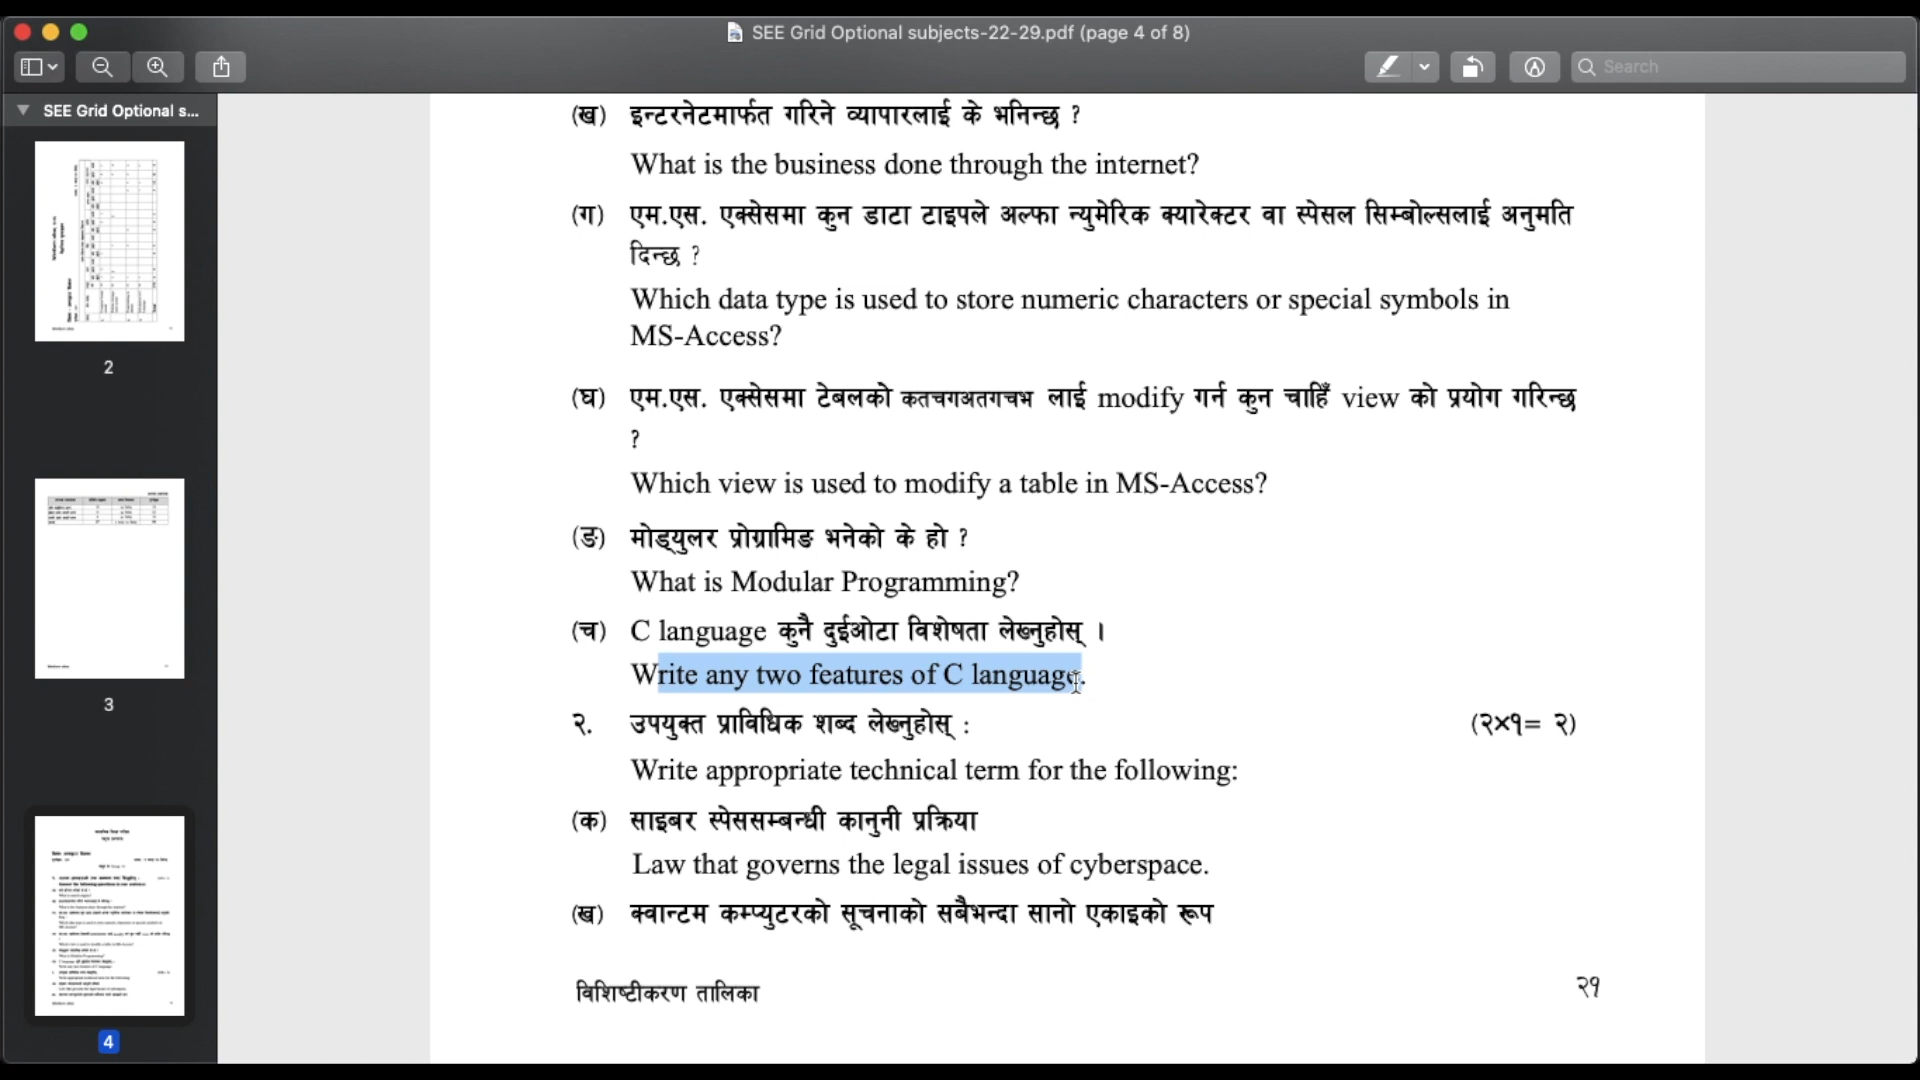 SEE Grid Optional subjects-22-29.pdf (page 4 of 8)
Search
SEE Grid Optional s...
2
3
4
(ख) इन्टरनेटमार्फत गरिने व्यापारलाई के भनिन्छ ?
What is the business done through the internet?
(ग) एम.एस. एक्सेसमा कुन डाटा टाइपले अल्फा न्युमेरिक क्यारेक्टर वा स्पेसल सिम्बोल्सलाई अनुमति
दिन्छ ?
Which data type is used to store numeric characters or special symbols in
MS-Access?
(घ) एम.एस. एक्सेसमा टेबलको कतचगअतगचभ लाई modify गर्न कुन चाहिँ view को प्रयोग गरिन्छ
?
Which view is used to modify a table in MS-Access?
(ङ) मोड्युलर प्रोग्रामिङ भनेको के हो ?
What is Modular Programming?
(च) C language कुनै दुईओटा विशेषता लेख्नुहोस् ।
Write any two features of C language.
२. उपयुक्त प्राविधिक शब्द लेख्नुहोस् : (२×१= २)
Write appropriate technical term for the following:
(क) साइबर स्पेससम्बन्धी कानुनी प्रक्रिया
Law that governs the legal issues of cyberspace.
(ख) क्वान्टम कम्प्युटरको सूचनाको सबैभन्दा सानो एकाइको रूप
विशिष्टीकरण तालिका २९